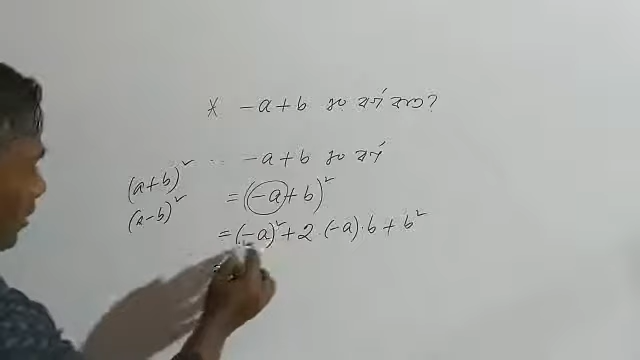 * -a + b এর বর্গ কত?
-a + b এর বর্গ
(a+b)²
= (-a + b)²
(a-b)²
= (-a)² + 2.(-a).b + b²
=